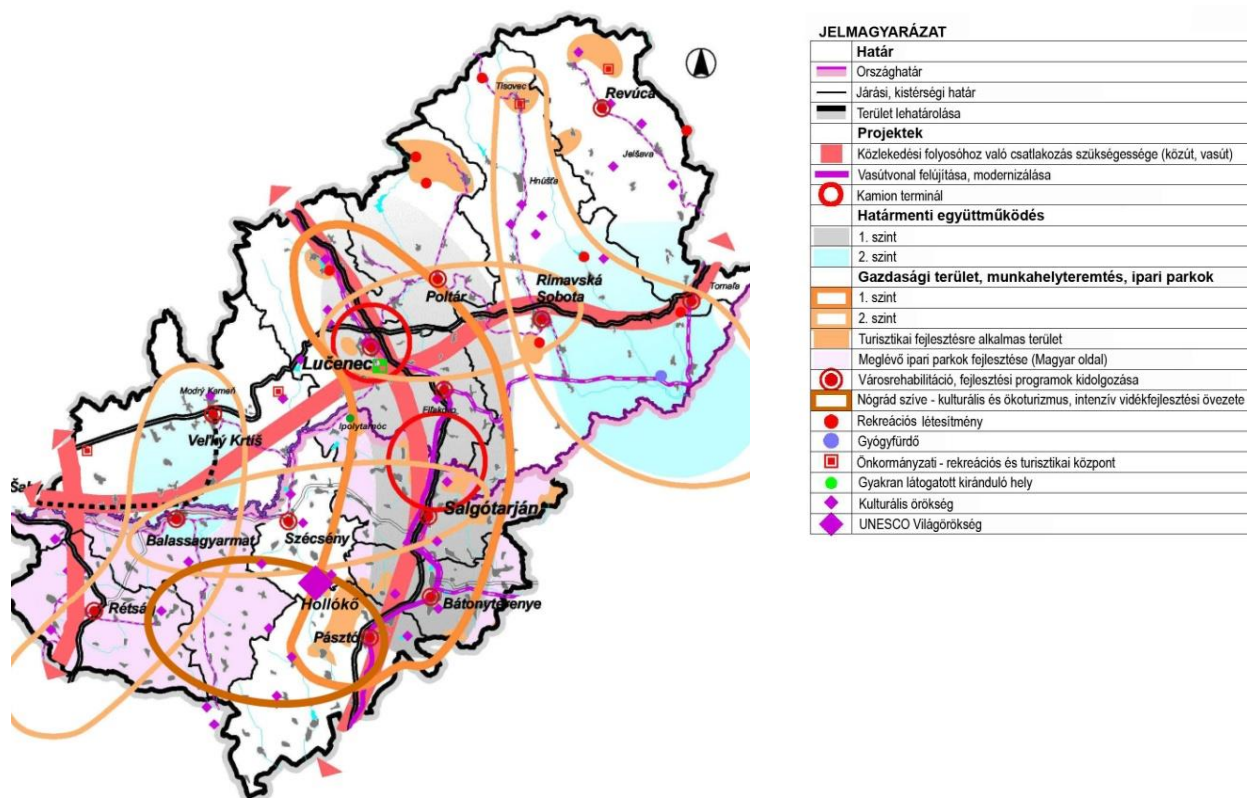 Tisovec
Revúca
Jelšava
Hnúšťa
Rimavská
Sobota
Tornaľa
Poltár
Lučenec
Modrý Kameň
Ipolytarnóc
Fiľakovo
Veľký Krtíš
Salgótarján
Balassagyarmat
Szécsény
Hollókő
Bátonyterenye
Rétság
Pásztó
JELMAGYARÁZAT
Határ
Országhatár
Járási, kistérségi határ
Terület lehatárolása
Projektek
Közlekedési folyosóhoz való csatlakozás szükségessége (közút, vasút)
Vasútvonal felújítása, modernizálása
Kamion terminál
Határmenti együttműködés
1. szint
2. szint
Gazdasági terület, munkahelyteremtés, ipari parkok
1. szint
2. szint
Turisztikai fejlesztésre alkalmas terület
Meglévő ipari parkok fejlesztése (Magyar oldal)
Városrehabilitáció, fejlesztési programok kidolgozása
Nógrád szíve - kulturális és ökoturizmus, intenzív vidékfejlesztési övezete
Rekreációs létesítmény
Gyógyfürdő
Önkormányzati - rekreációs és turisztikai központ
Gyakran látogatott kiránduló hely
Kulturális örökség
UNESCO Világörökség